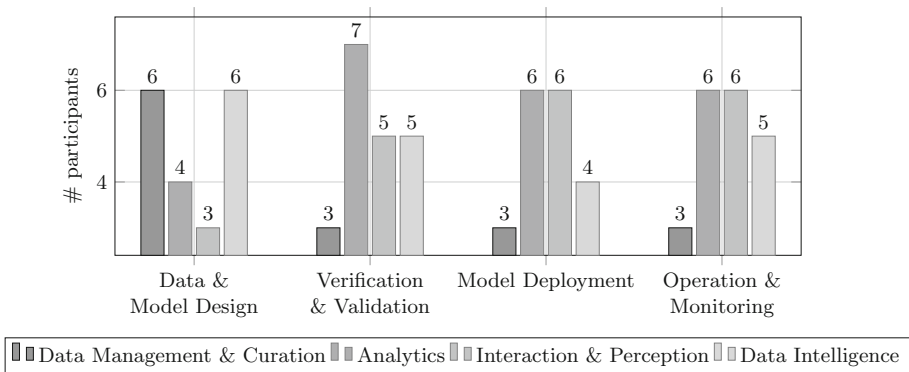 7
6 6 6 6 6 6
5 5 5
4 4
3 3 3 3
# participants
6
4
Data & Model Design
Verification & Validation
Model Deployment
Operation & Monitoring
Data Management & Curation Analytics Interaction & Perception Data Intelligence